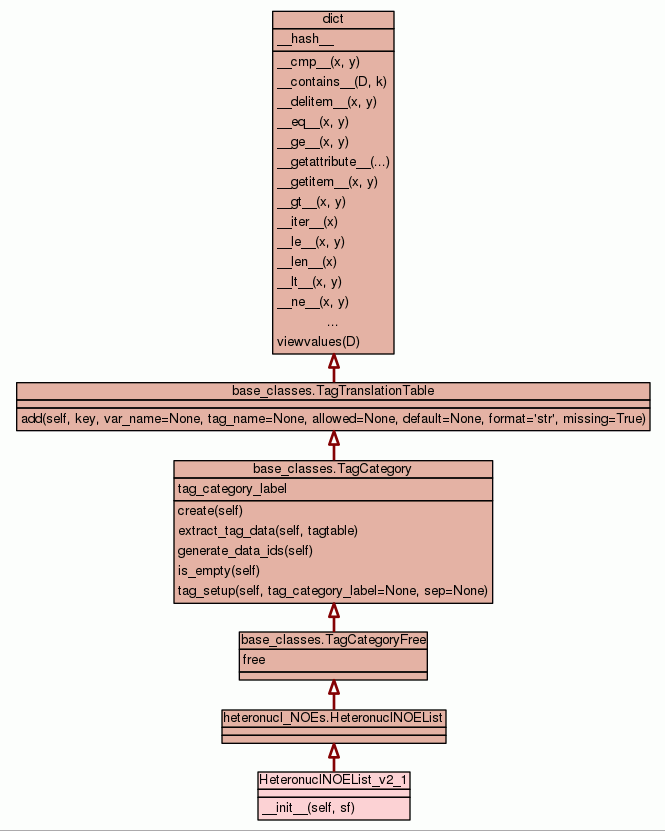 dict
__hash__
__cmp__(x, y)
__contains__(D, k)
__delitem__(x, y)
__eq__(x, y)
__ge__(x, y)
__getattribute__(...)
__getitem__(x, y)
__gt__(x, y)
__iter__(x)
__le__(x, y)
__len__(x)
__lt__(x, y)
__ne__(x, y)
...
viewvalues(D)
base_classes.TagTranslationTable
add(self, key, var_name=None, tag_name=None, allowed=None, default=None, format='str', missing=True)
base_classes.TagCategory
tag_category_label
create(self)
extract_tag_data(self, tagtable)
generate_data_ids(self)
is_empty(self)
tag_setup(self, tag_category_label=None, sep=None)
base_classes.TagCategoryFree
free
heteronucl_NOEs.HeteronuclNOEList
HeteronuclNOEList_v2_1
__init__(self, sf)